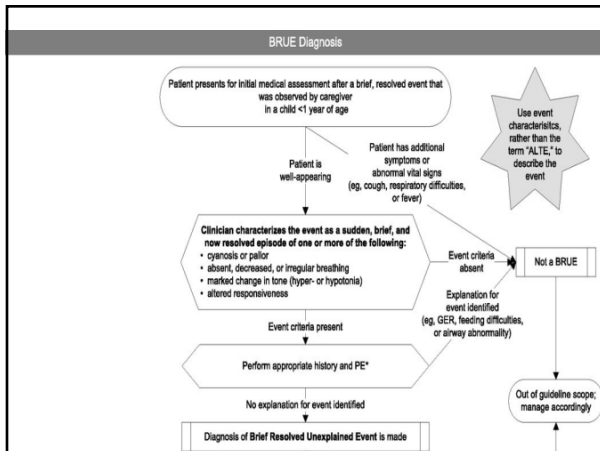 BRUE Diagnosis
Patient presents for initial medical assessment after a brief, resolved event that
was observed by caregiver
in a child <1 year of age
Use event
characterisitcs,
rather than the
term “ALTE,” to
describe the
event
Patient is
well-appearing
Patient has additional
symptoms or
abnormal vital signs
(eg, cough, respiratory difficulties,
or fever)
Clinician characterizes the event as a sudden, brief, and
now resolved episode of one or more of the following:
• cyanosis or pallor
• absent, decreased, or irregular breathing
• marked change in tone (hyper- or hypotonia)
• altered responsiveness
Event criteria
absent
Not a BRUE
Explanation for
event identified
(eg, GER, feeding difficulties,
or airway abnormality)
Event criteria present
Perform appropriate history and PE*
Out of guideline scope;
manage accordingly
No explanation for event identified
Diagnosis of Brief Resolved Unexplained Event is made